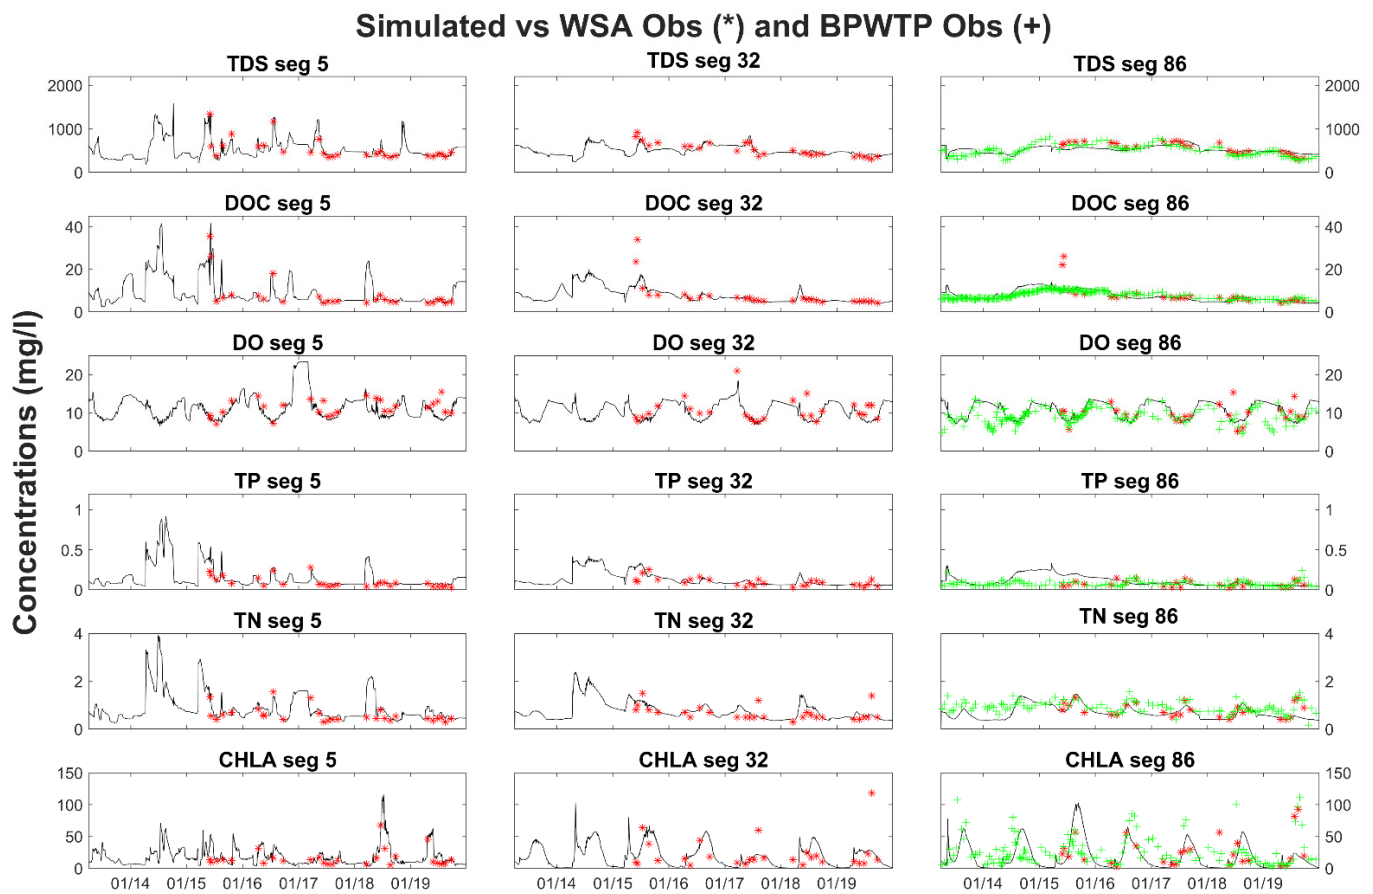 Simulated vs WSA Obs (*) and BPWTP Obs (+)
Concentrations (mg/l)
TDS seg 5
TDS seg 32
TDS seg 86
2000
1000
0
2000
1000
0
DOC seg 5
DOC seg 32
DOC seg 86
40
20
0
40
20
0
DO seg 5
DO seg 32
DO seg 86
20
10
0
20
10
0
TP seg 5
TP seg 32
TP seg 86
1
0.5
0
1
0.5
0
TN seg 5
TN seg 32
TN seg 86
4
2
0
4
2
0
CHLA seg 5
CHLA seg 32
CHLA seg 86
150
100
50
0
150
100
50
0
01/14 01/15 01/16 01/17 01/18 01/19
01/14 01/15 01/16 01/17 01/18 01/19
01/14 01/15 01/16 01/17 01/18 01/19